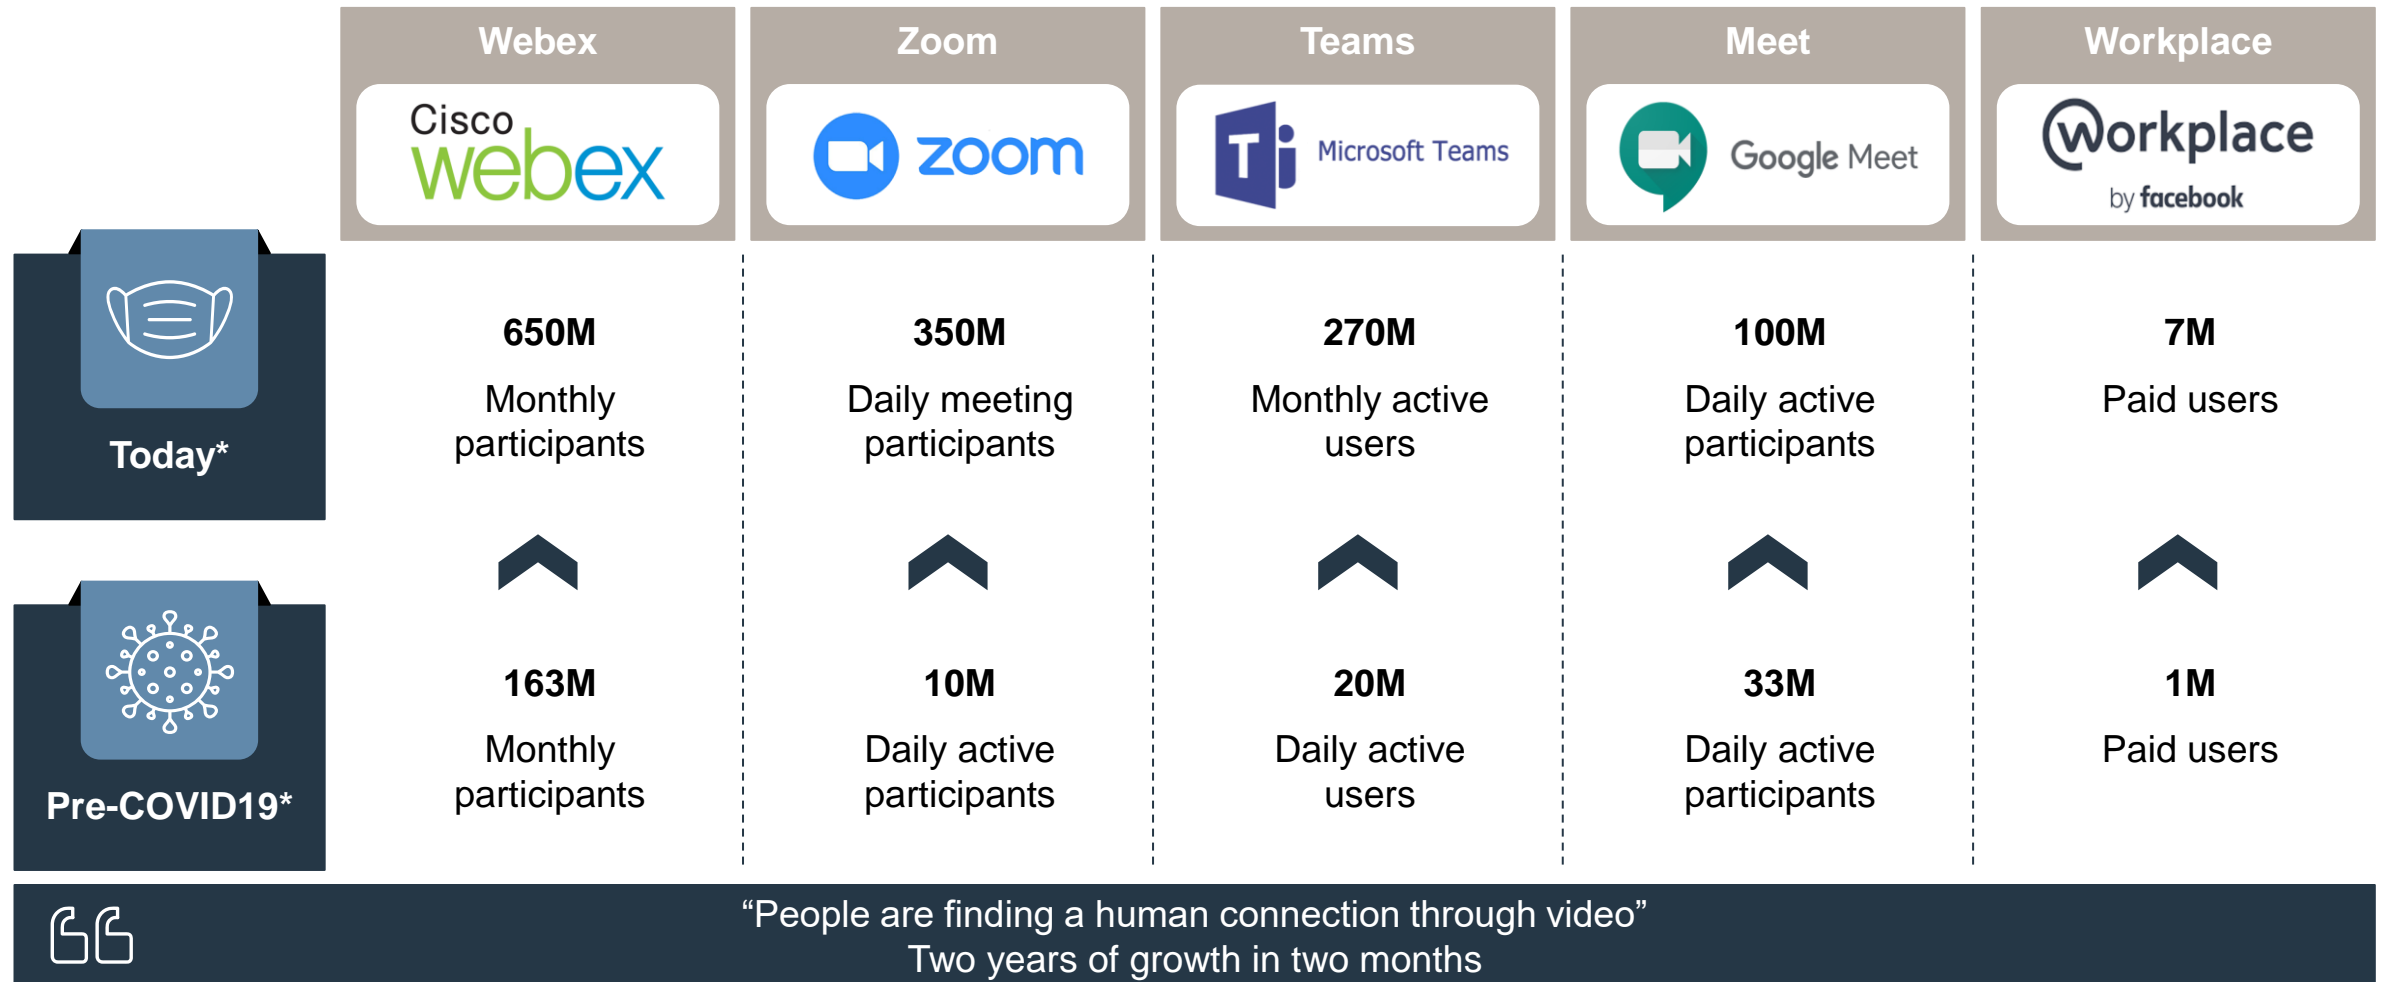 Webex
Zoom
Teams
Meet
Workplace
Cisco
webex
zoom
T
Microsoft Teams
Google Meet
Workplace
by facebook
Today*
650M
Monthly
participants
350M
Daily meeting
participants
270M
Monthly active
users
100M
Daily active
participants
7M
Paid users
Pre-COVID19*
163M
Monthly
participants
10M
Daily active
participants
20M
Daily active
users
33M
Daily active
participants
1M
Paid users
“People are finding a human connection through video”
Two years of growth in two months